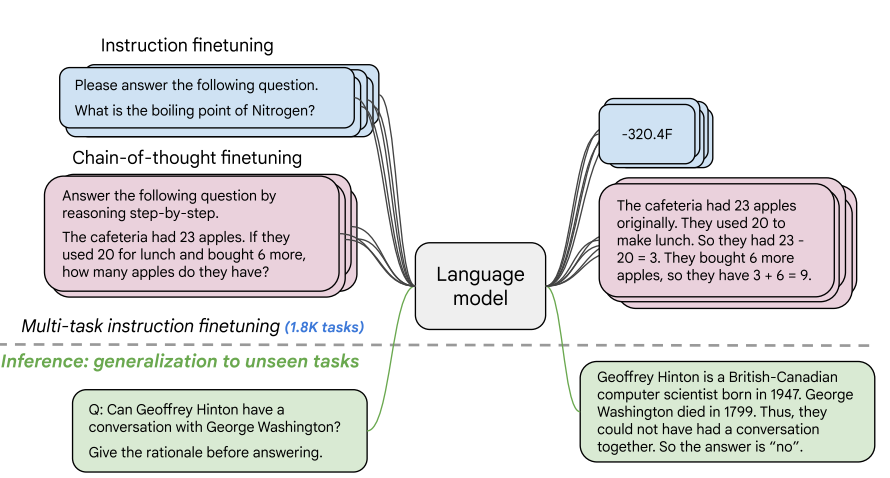 Instruction finetuning
Please answer the following question.
What is the boiling point of Nitrogen?
-320.4F
Chain-of-thought finetuning
Answer the following question by
reasoning step-by-step.
The cafeteria had 23 apples. If they
used 20 for lunch and bought 6 more,
how many apples do they have?
Language
model
The cafeteria had 23 apples
originally. They used 20 to
make lunch. So they had 23 -
20 = 3. They bought 6 more
apples, so they have 3 + 6 = 9.
Multi-task instruction finetuning (1.8K tasks)
Inference: generalization to unseen tasks
Q: Can Geoffrey Hinton have a
conversation with George Washington?
Give the rationale before answering.
Geoffrey Hinton is a British-Canadian
computer scientist born in 1947. George
Washington died in 1799. Thus, they
could not have had a conversation
together. So the answer is “no”.